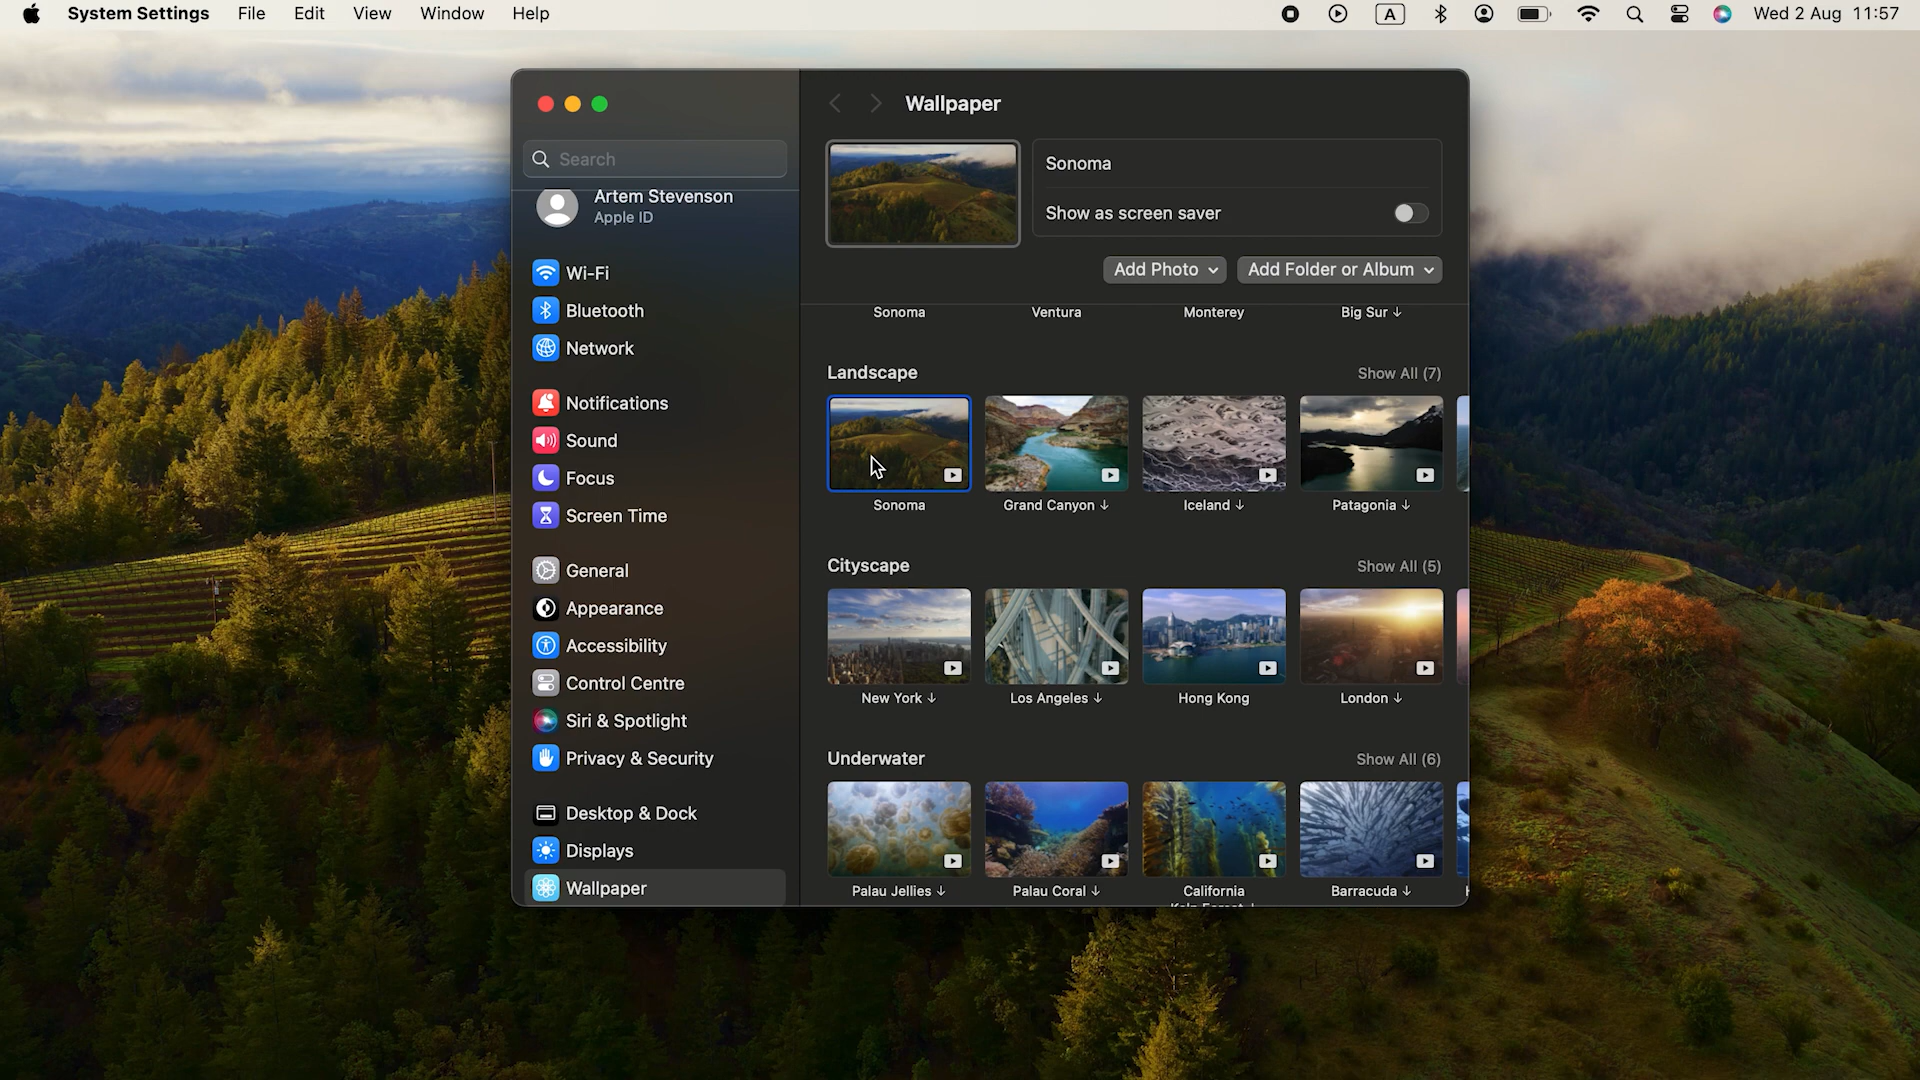 System Settings File Edit View Window Help A Wed 2 Aug 11:57
Wallpaper
Search
Artem Stevenson
Apple ID
Wi-Fi
Bluetooth
Network
Notifications
Sound
Focus
Screen Time
General
Appearance
Accessibility
Control Centre
Siri & Spotlight
Privacy & Security
Desktop & Dock
Displays
Wallpaper
Sonoma
Show as screen saver
Add Photo Add Folder or Album
Sonoma Ventura Monterey Big Sur ↓
Landscape Show All (7)
Sonoma Grand Canyon ↓ Iceland ↓ Patagonia ↓
Cityscape Show All (5)
New York ↓ Los Angeles ↓ Hong Kong London ↓
Underwater Show All (6)
Palau Jellies ↓ Palau Coral ↓ California Barracuda ↓